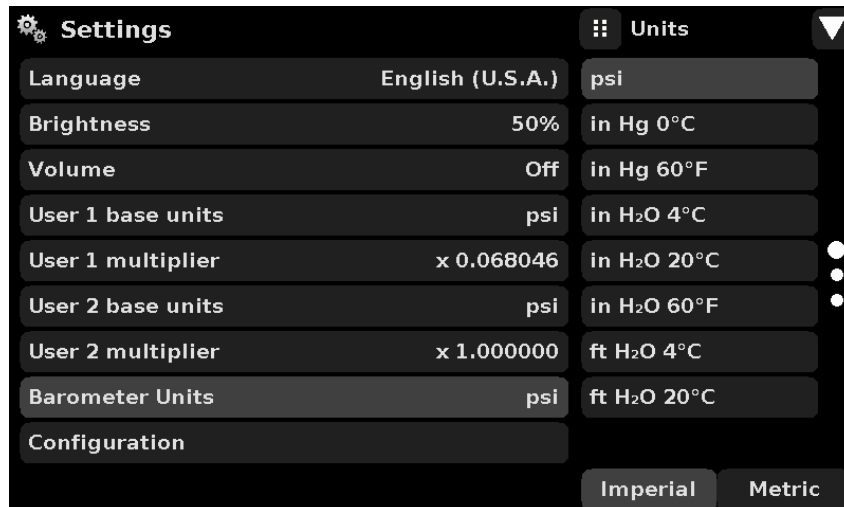 Settings
Language English (U.S.A.)
Brightness 50%
Volume Off
User 1 base units psi
User 1 multiplier x 0.068046
User 2 base units psi
User 2 multiplier x 1.000000
Barometer Units psi
Configuration
Units
psi
in Hg 0°C
in Hg 60°F
in H₂O 4°C
in H₂O 20°C
in H₂O 60°F
ft H₂O 4°C
ft H₂O 20°C
Imperial Metric